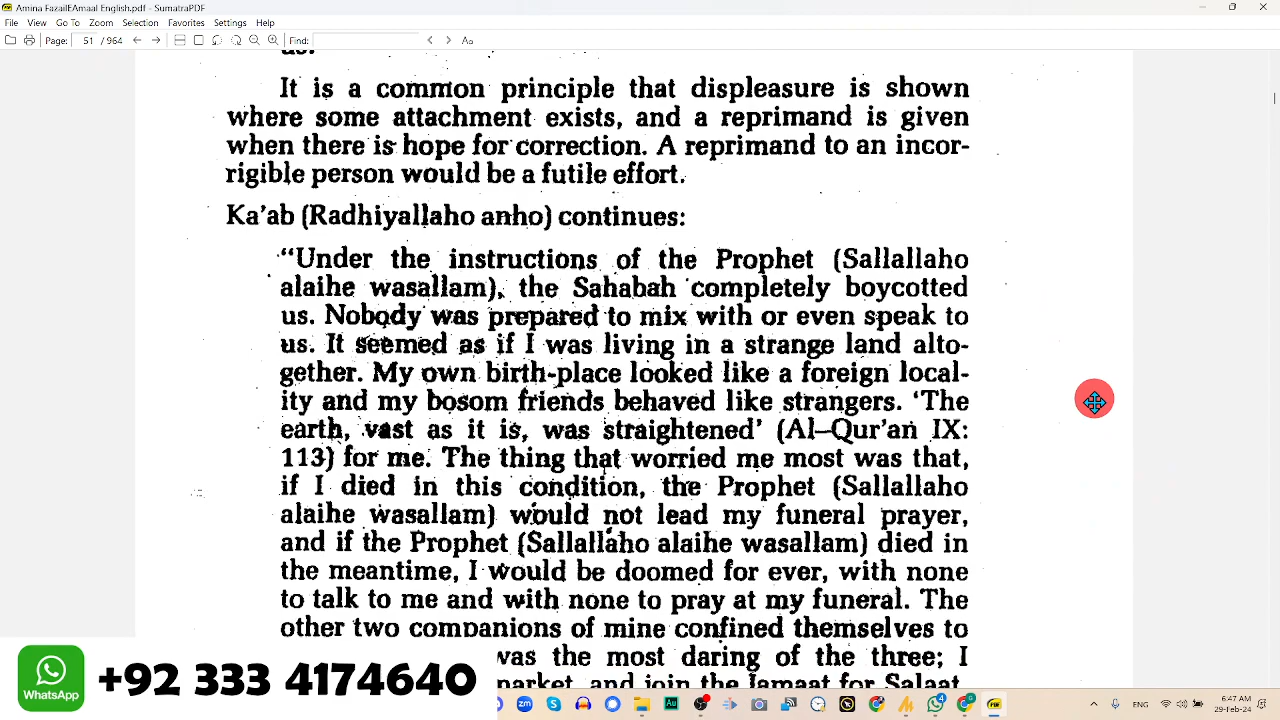 Amina FazailEAmaal English.pdf - SumatraPDF
File View Go To Zoom Selection Favorites Settings Help
Page: 51 / 964 Find: Aa
us.
It is a common principle that displeasure is shown
where some attachment exists, and a reprimand is given
when there is hope for correction. A reprimand to an incor-
rigible person would be a futile effort.
Ka'ab (Radhiyallaho anho) continues:
“Under the instructions of the Prophet (Sallallaho
alaihe wasallam), the Sahabah completely boycotted
us. Nobody was prepared to mix with or even speak to
us. It seemed as if I was living in a strange land alto-
gether. My own birth-place looked like a foreign local-
ity and my bosom friends behaved like strangers. ‘The
earth, vast as it is, was straightened’ (Al–Qur'an IX:
113) for me. The thing that worried me most was that,
if I died in this condition, the Prophet (Sallallaho
alaihe wasallam) would not lead my funeral prayer,
and if the Prophet (Sallallaho alaihe wasallam) died in
the meantime, I would be doomed for ever, with none
to talk to me and with none to pray at my funeral. The
other two companions of mine confined themselves to
was the most daring of the three; I
market, and join the Jamaat for Salaat.
WhatsApp
+92 333 4174640
ENG 6:47 AM
29-Feb-24